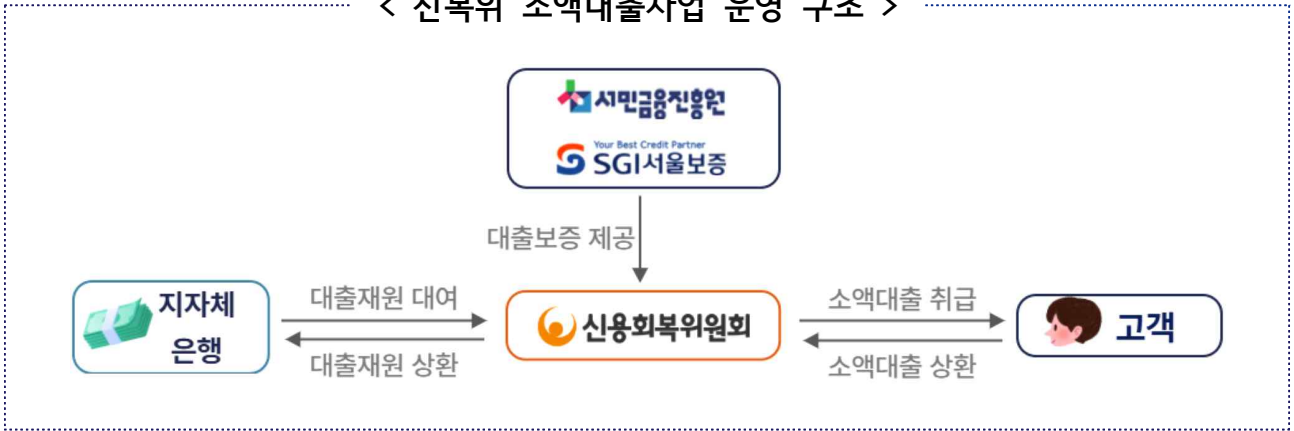 < 신복위 소액대출사업 운영 구조 >
서민금융진흥원
Your Best Credit Partner
SGI서울보증
대출보증 제공
지자체
은행
대출재원 대여
대출재원 상환
신용회복위원회
소액대출 취급
소액대출 상환
고객